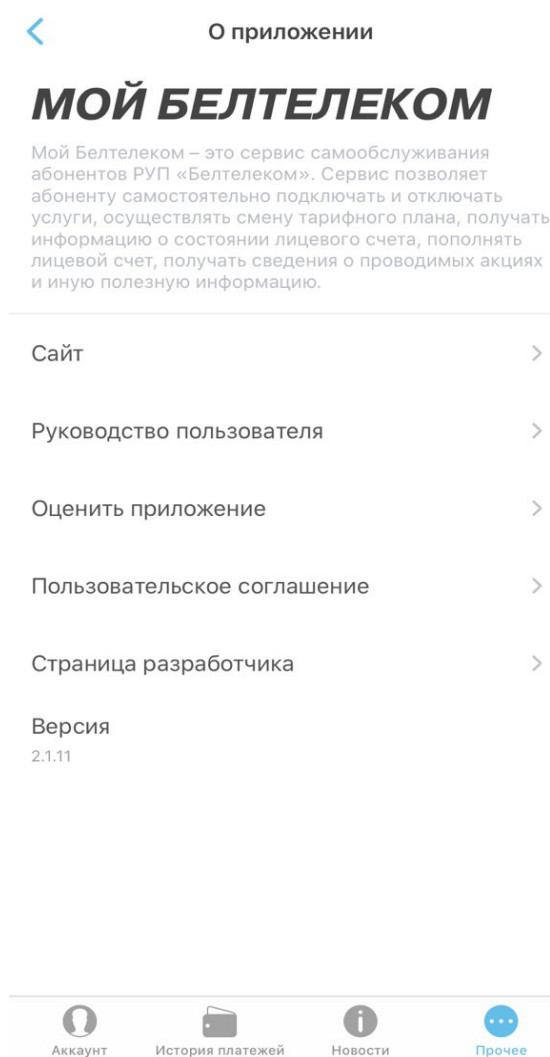 О приложении
МОЙ БЕЛТЕЛЕКОМ
Мой Белтелеком – это сервис самообслуживания
абонентов РУП «Белтелеком». Сервис позволяет
абоненту самостоятельно подключать и отключать
услуги, осуществлять смену тарифного плана, получать
информацию о состоянии лицевого счета, пополнять
лицевой счет, получать сведения о проводимых акциях
и иную полезную информацию.
Сайт
Руководство пользователя
Оценить приложение
Пользовательское соглашение
Страница разработчика
Версия
2.1.11
Аккаунт История платежей Новости Прочее